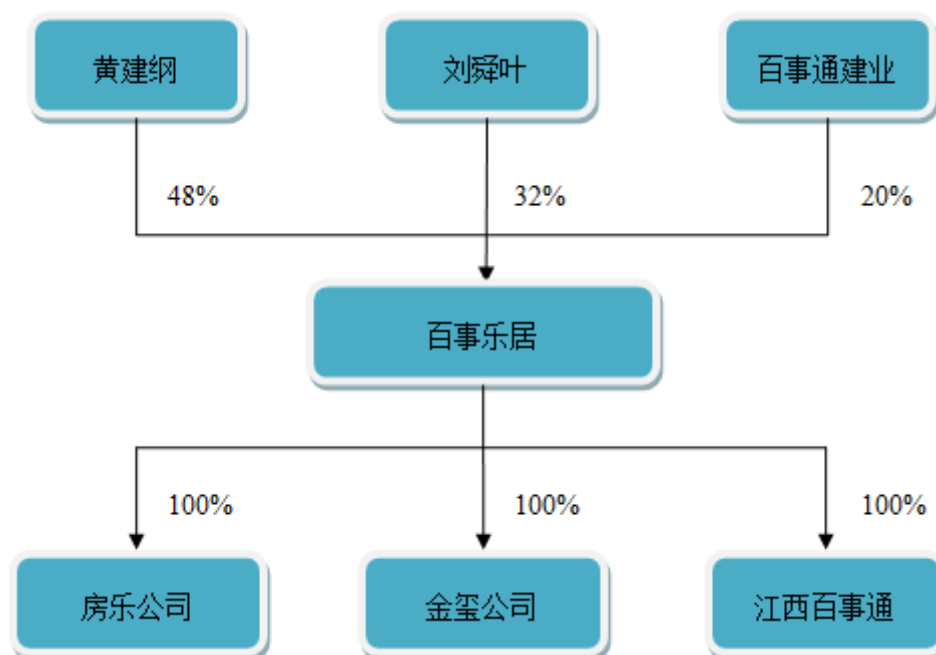 黄建纲
刘舜叶
百事通建业
48%
32%
20%
百事乐居
100%
100%
100%
房乐公司
金玺公司
江西百事通